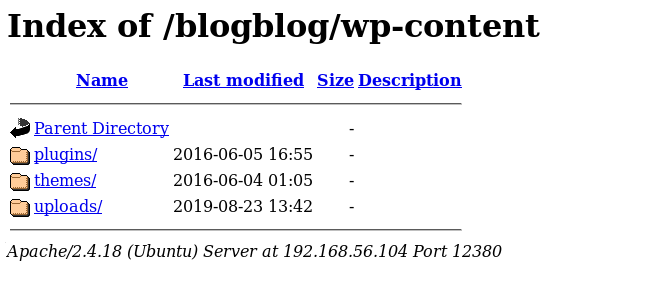 Index of /blogblog/wp-content
Name Last modified Size Description
Parent Directory -
plugins/ 2016-06-05 16:55 -
themes/ 2016-06-04 01:05 -
uploads/ 2019-08-23 13:42 -
Apache/2.4.18 (Ubuntu) Server at 192.168.56.104 Port 12380